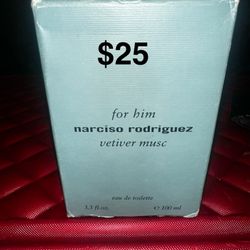 $25
for him
narciso rodriguez
vetiver musc
eau de toilette
3.3 fl.oz. ℮ 100 ml